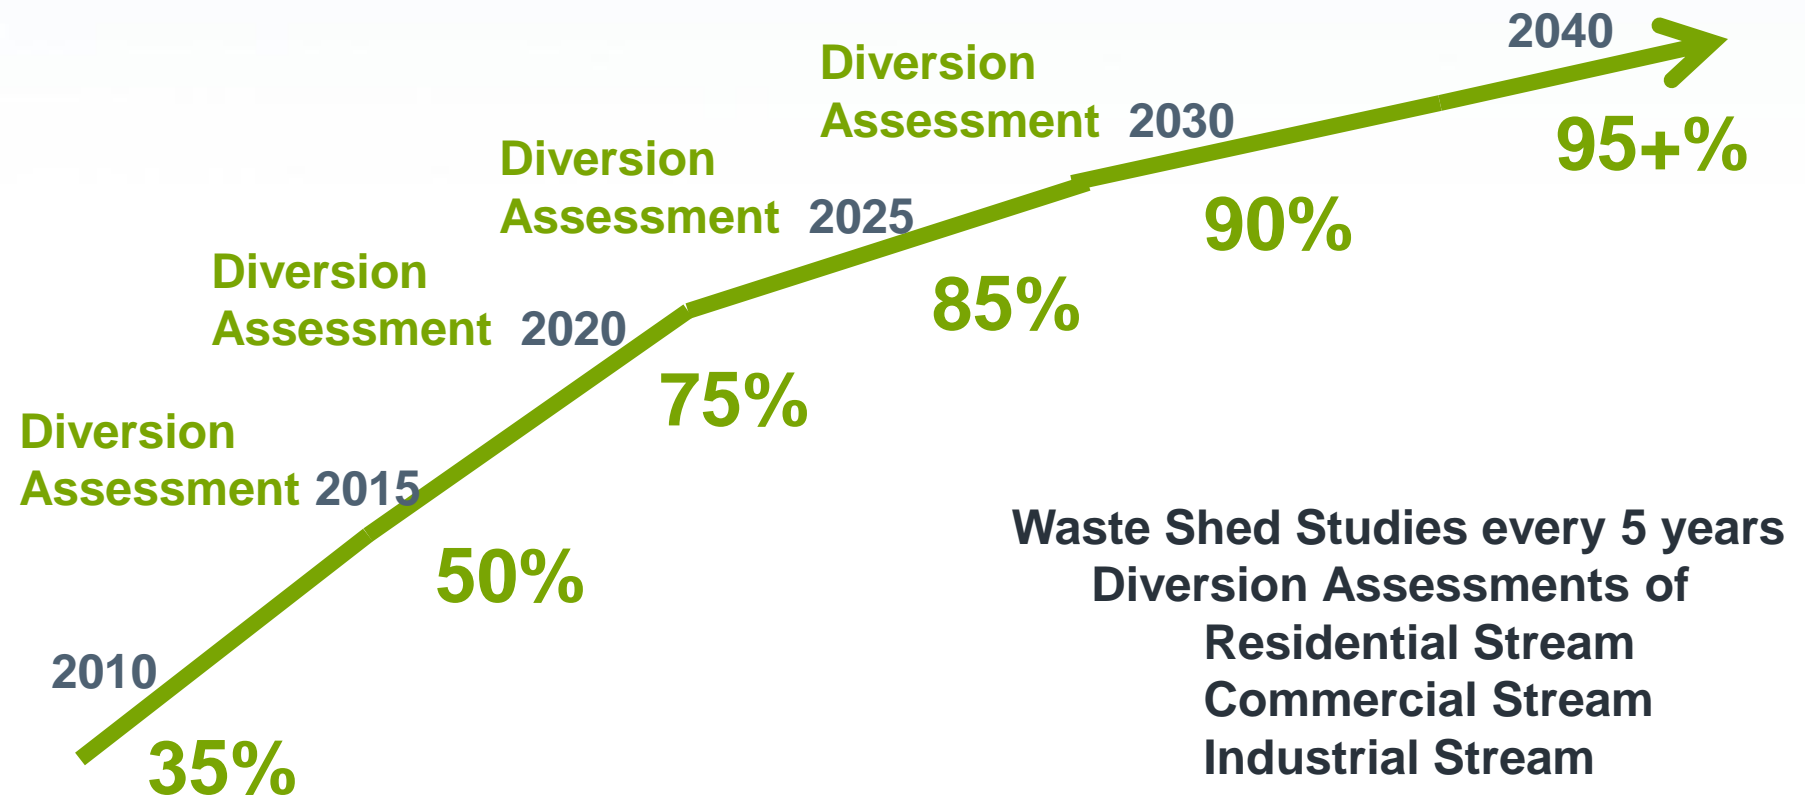 2040
Diversion
Assessment 2030
95+%
Diversion
Assessment 2025
90%
Diversion
Assessment 2020
85%
75%
Diversion
Assessment 2015
50%
2010
35%
Waste Shed Studies every 5 years
Diversion Assessments of
Residential Stream
Commercial Stream
Industrial Stream